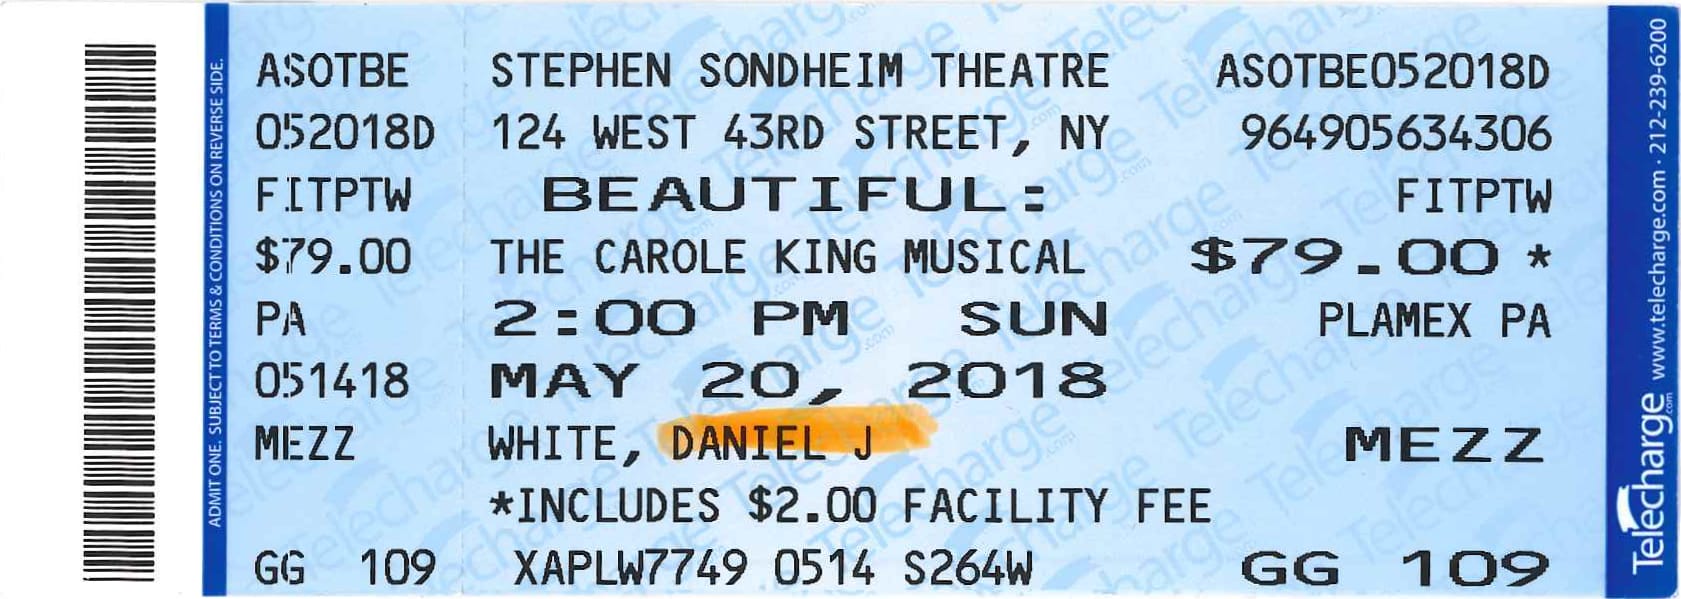 ADMIT ONE. SUBJECT TO TERMS & CONDITIONS ON REVERSE SIDE.
ASOTBE
052018D
FITPTW
$79.00
PA
051418
MEZZ
GG 109
STEPHEN SONDHEIM THEATRE
124 WEST 43RD STREET, NY
BEAUTIFUL:
THE CAROLE KING MUSICAL
2:00 PM SUN
MAY 20, 2018
WHITE, DANIEL J
*INCLUDES $2.00 FACILITY FEE
XAPLW7749 0514 S264W
ASOTBE052018D
964905634306
FITPTW
$79.00 *
PLAMEX PA
MEZZ
GG 109
Telecharge.com www.telecharge.com · 212-239-6200